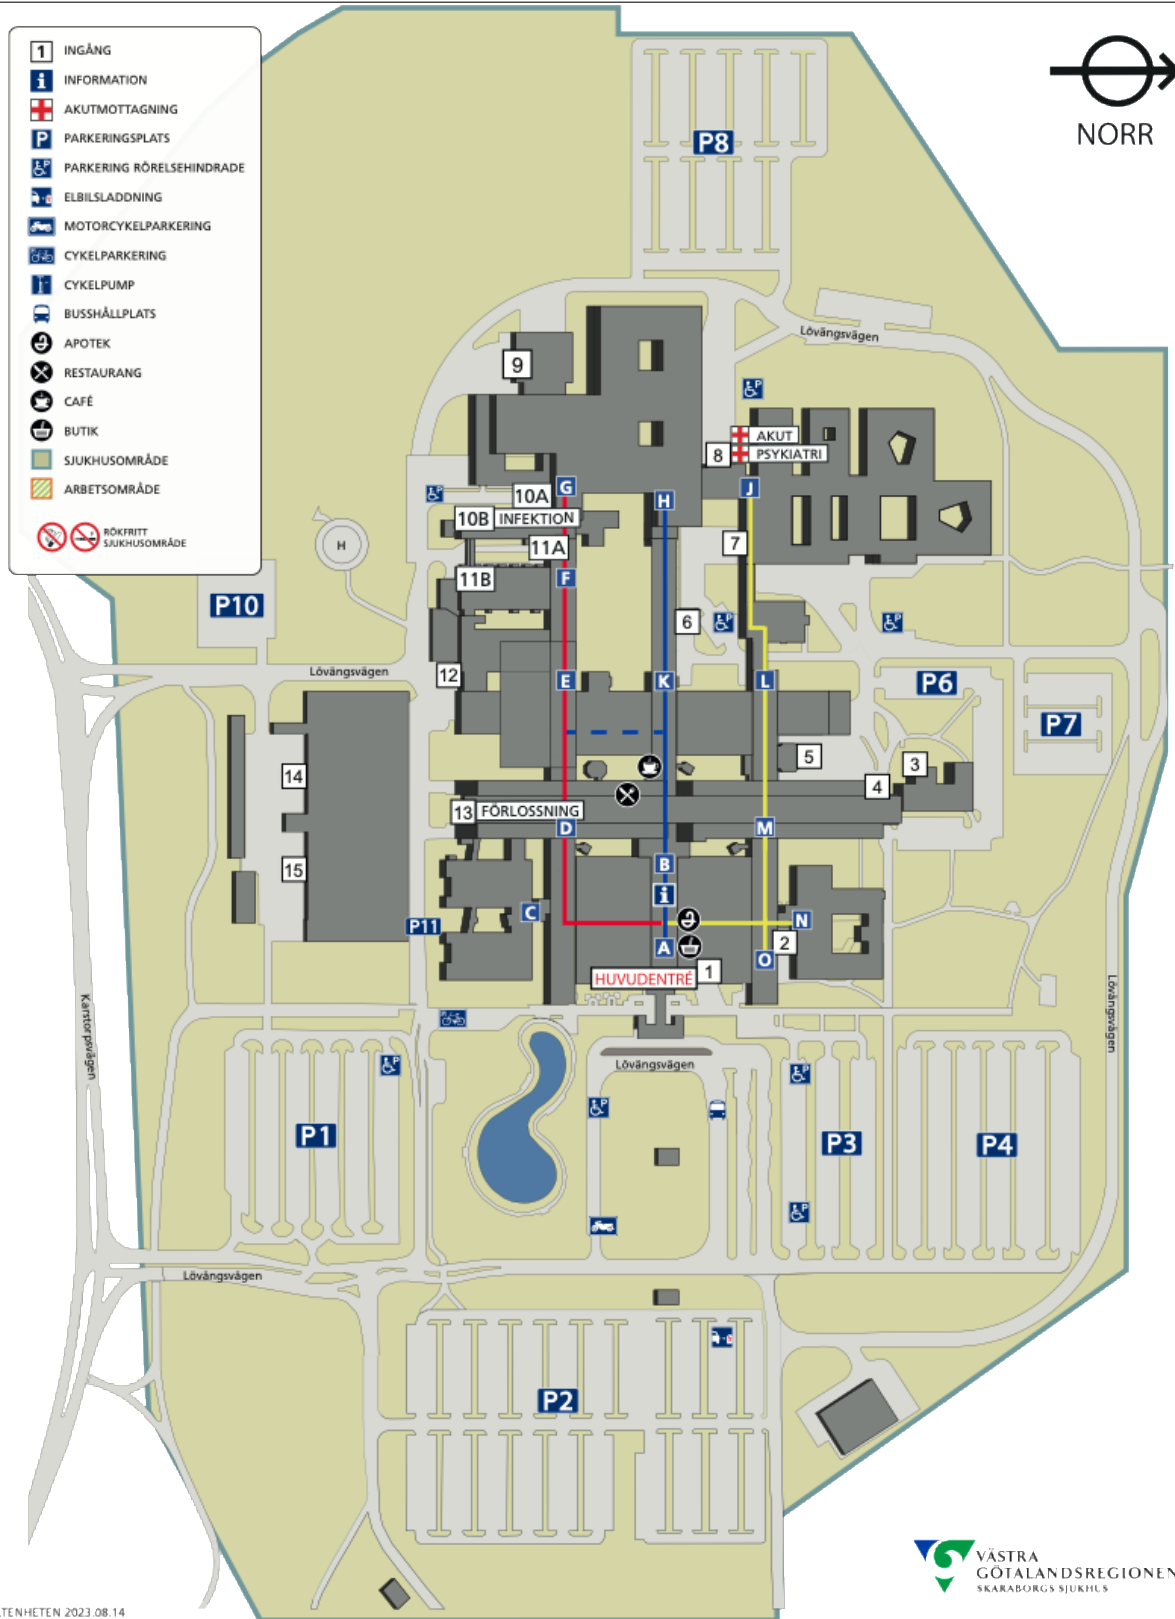 1 INGÅNG
i INFORMATION
AKUTMOTTAGNING
P PARKERINGSPLATS
P PARKERING RÖRELSEHINDRADE
ELBILSLADDNING
MOTORCYKELPARKERING
CYKELPARKERING
CYKELPUMP
BUSSHÅLLPLATS
APOTEK
RESTAURANG
CAFÉ
BUTIK
SJUKHUSOMRÅDE
ARBETSOMRÅDE
RÖKFRITT
SJUKHUSOMRÅDE
NORR
P8
Lövängsvägen
9
P
AKUT
8
PSYKIATRI
G
J
P
10A
H
10B INFEKTION
7
H
11A
F
11B
P10
6
P
P
Lövängsvägen
12
E
K
L
P6
P7
5
3
14
4
13 FÖRLOSSNING
D
M
B
15
i
C
N
P11
A
2
O
HUVUDENTRÉ
1
Karstorpsvägen
Lövängsvägen
P
P
Lövängsvägen
P
P
P1
P3
P4
P
Lövängsvägen
P2
VÄSTRA
GÖTALANDSREGIONEN
SKARABORGS SJUKHUS
TENHETEN 2023.08.14